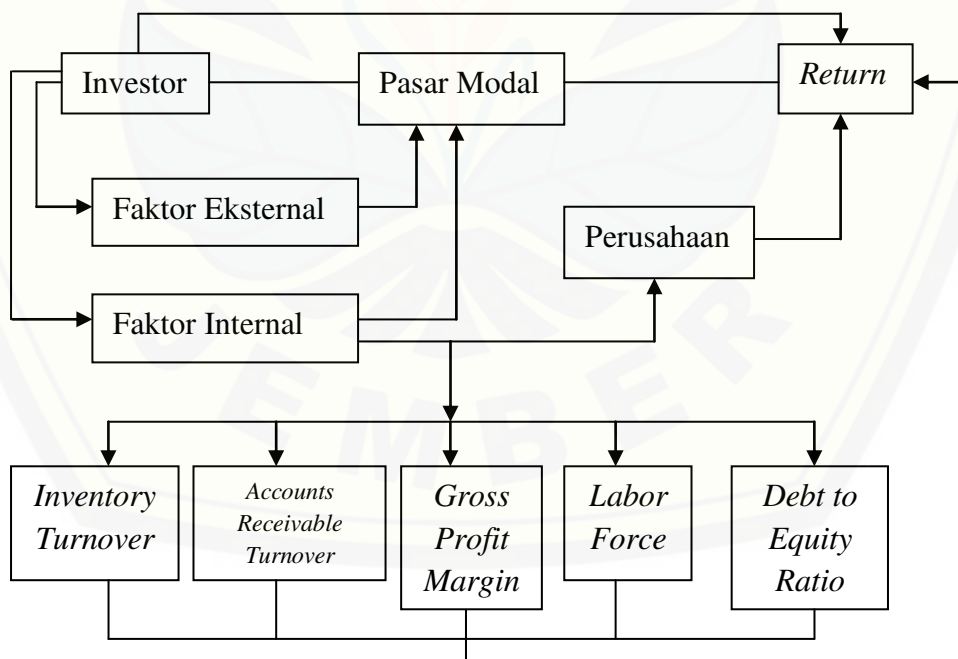 Investor
Pasar Modal
Return
Faktor Eksternal
Perusahaan
Faktor Internal
Inventory
Turnover
Accounts
Receivable
Turnover
Gross
Profit
Margin
Labor
Force
Debt to
Equity
Ratio
JEMBER